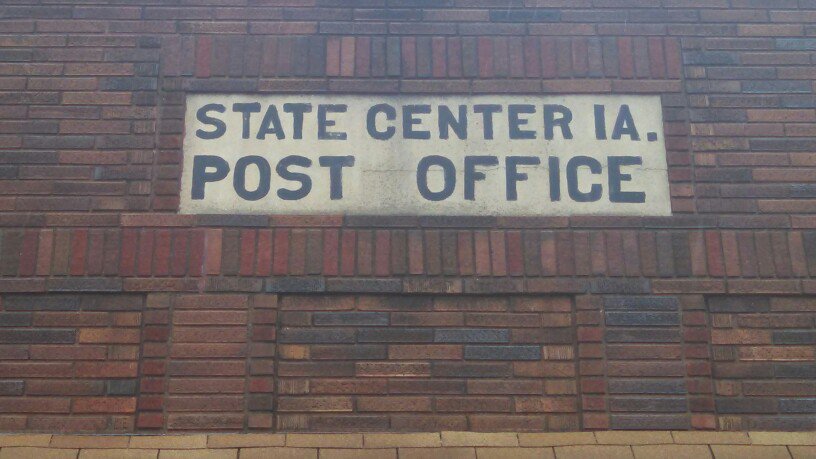 STATE CENTER IA.
POST OFFICE